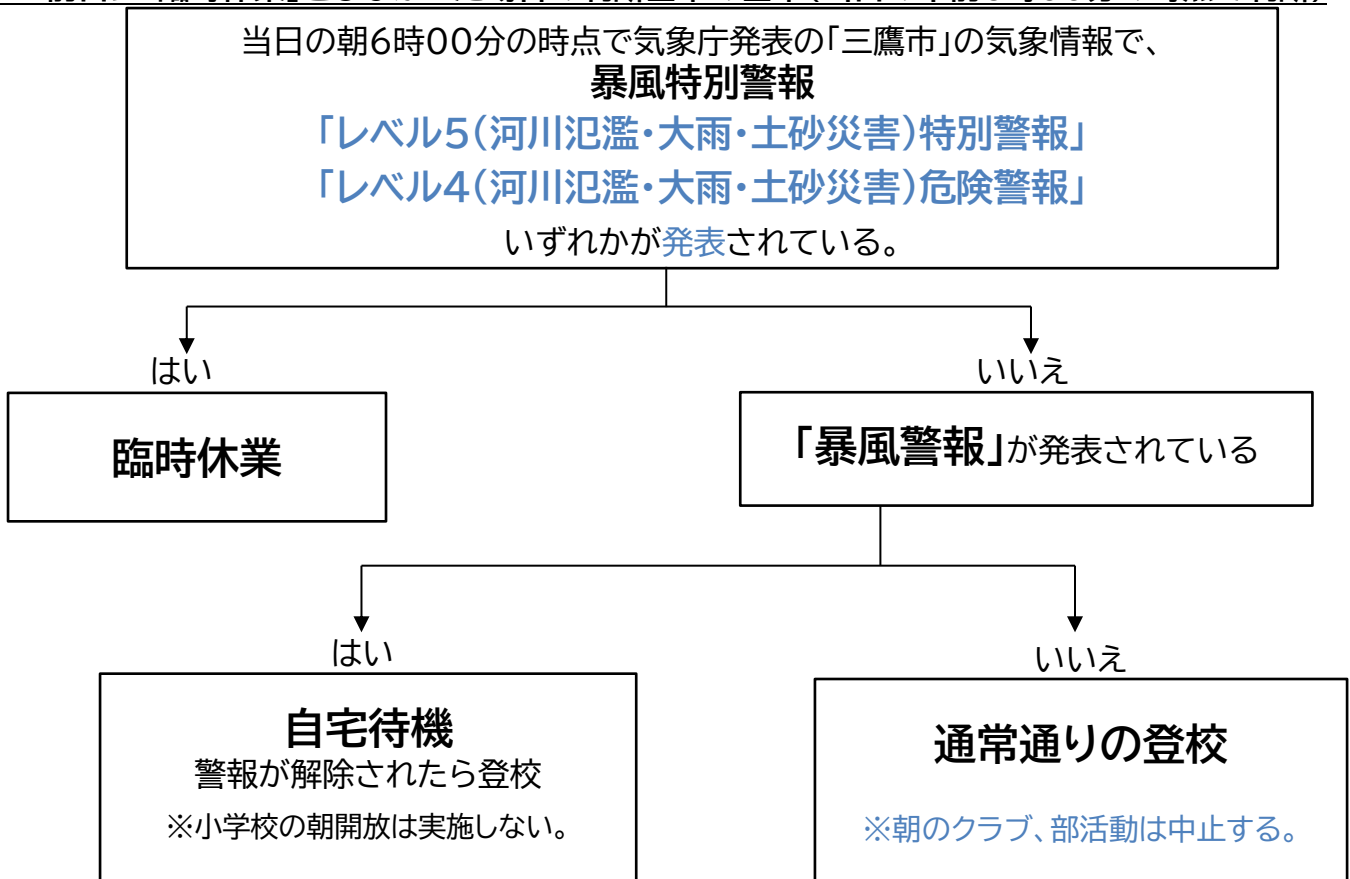 当日の朝6時00分の時点で気象庁発表の「三鷹市」の気象情報で、
暴風特別警報
「レベル5(河川氾濫・大雨・土砂災害)特別警報」
「レベル4(河川氾濫・大雨・土砂災害)危険警報」
いずれかが発表されている。
はい
いいえ
臨時休業
「暴風警報」が発表されている
はい
いいえ
自宅待機
警報が解除されたら登校
※小学校の朝開放は実施しない。
通常通りの登校
※朝のクラブ、部活動は中止する。